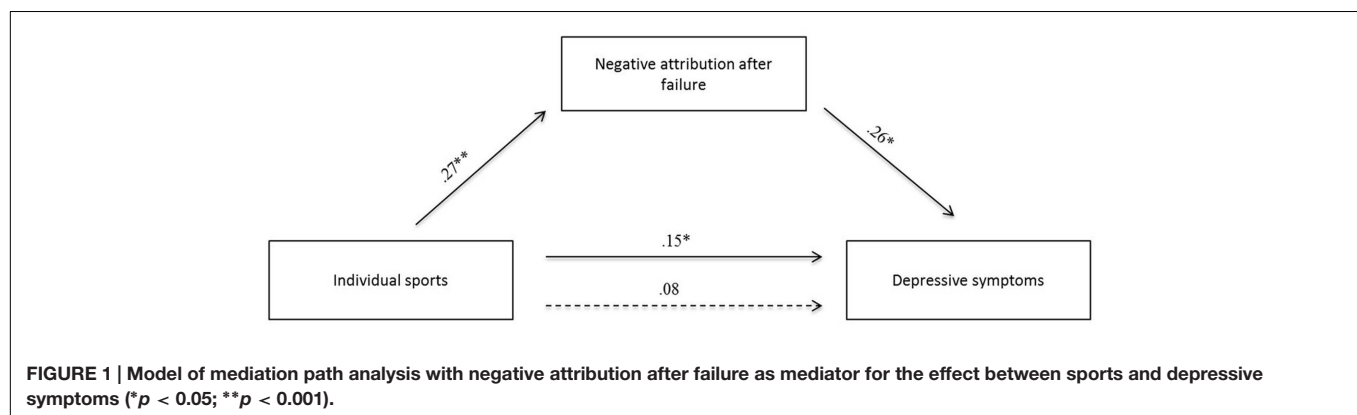 Negative attribution after
failure
.27**
.26*
Individual sports
.15*
.08
Depressive symptoms
FIGURE 1 | Model of mediation path analysis with negative attribution after failure as mediator for the effect between sports and depressive
symptoms (*p < 0.05; **p < 0.001).